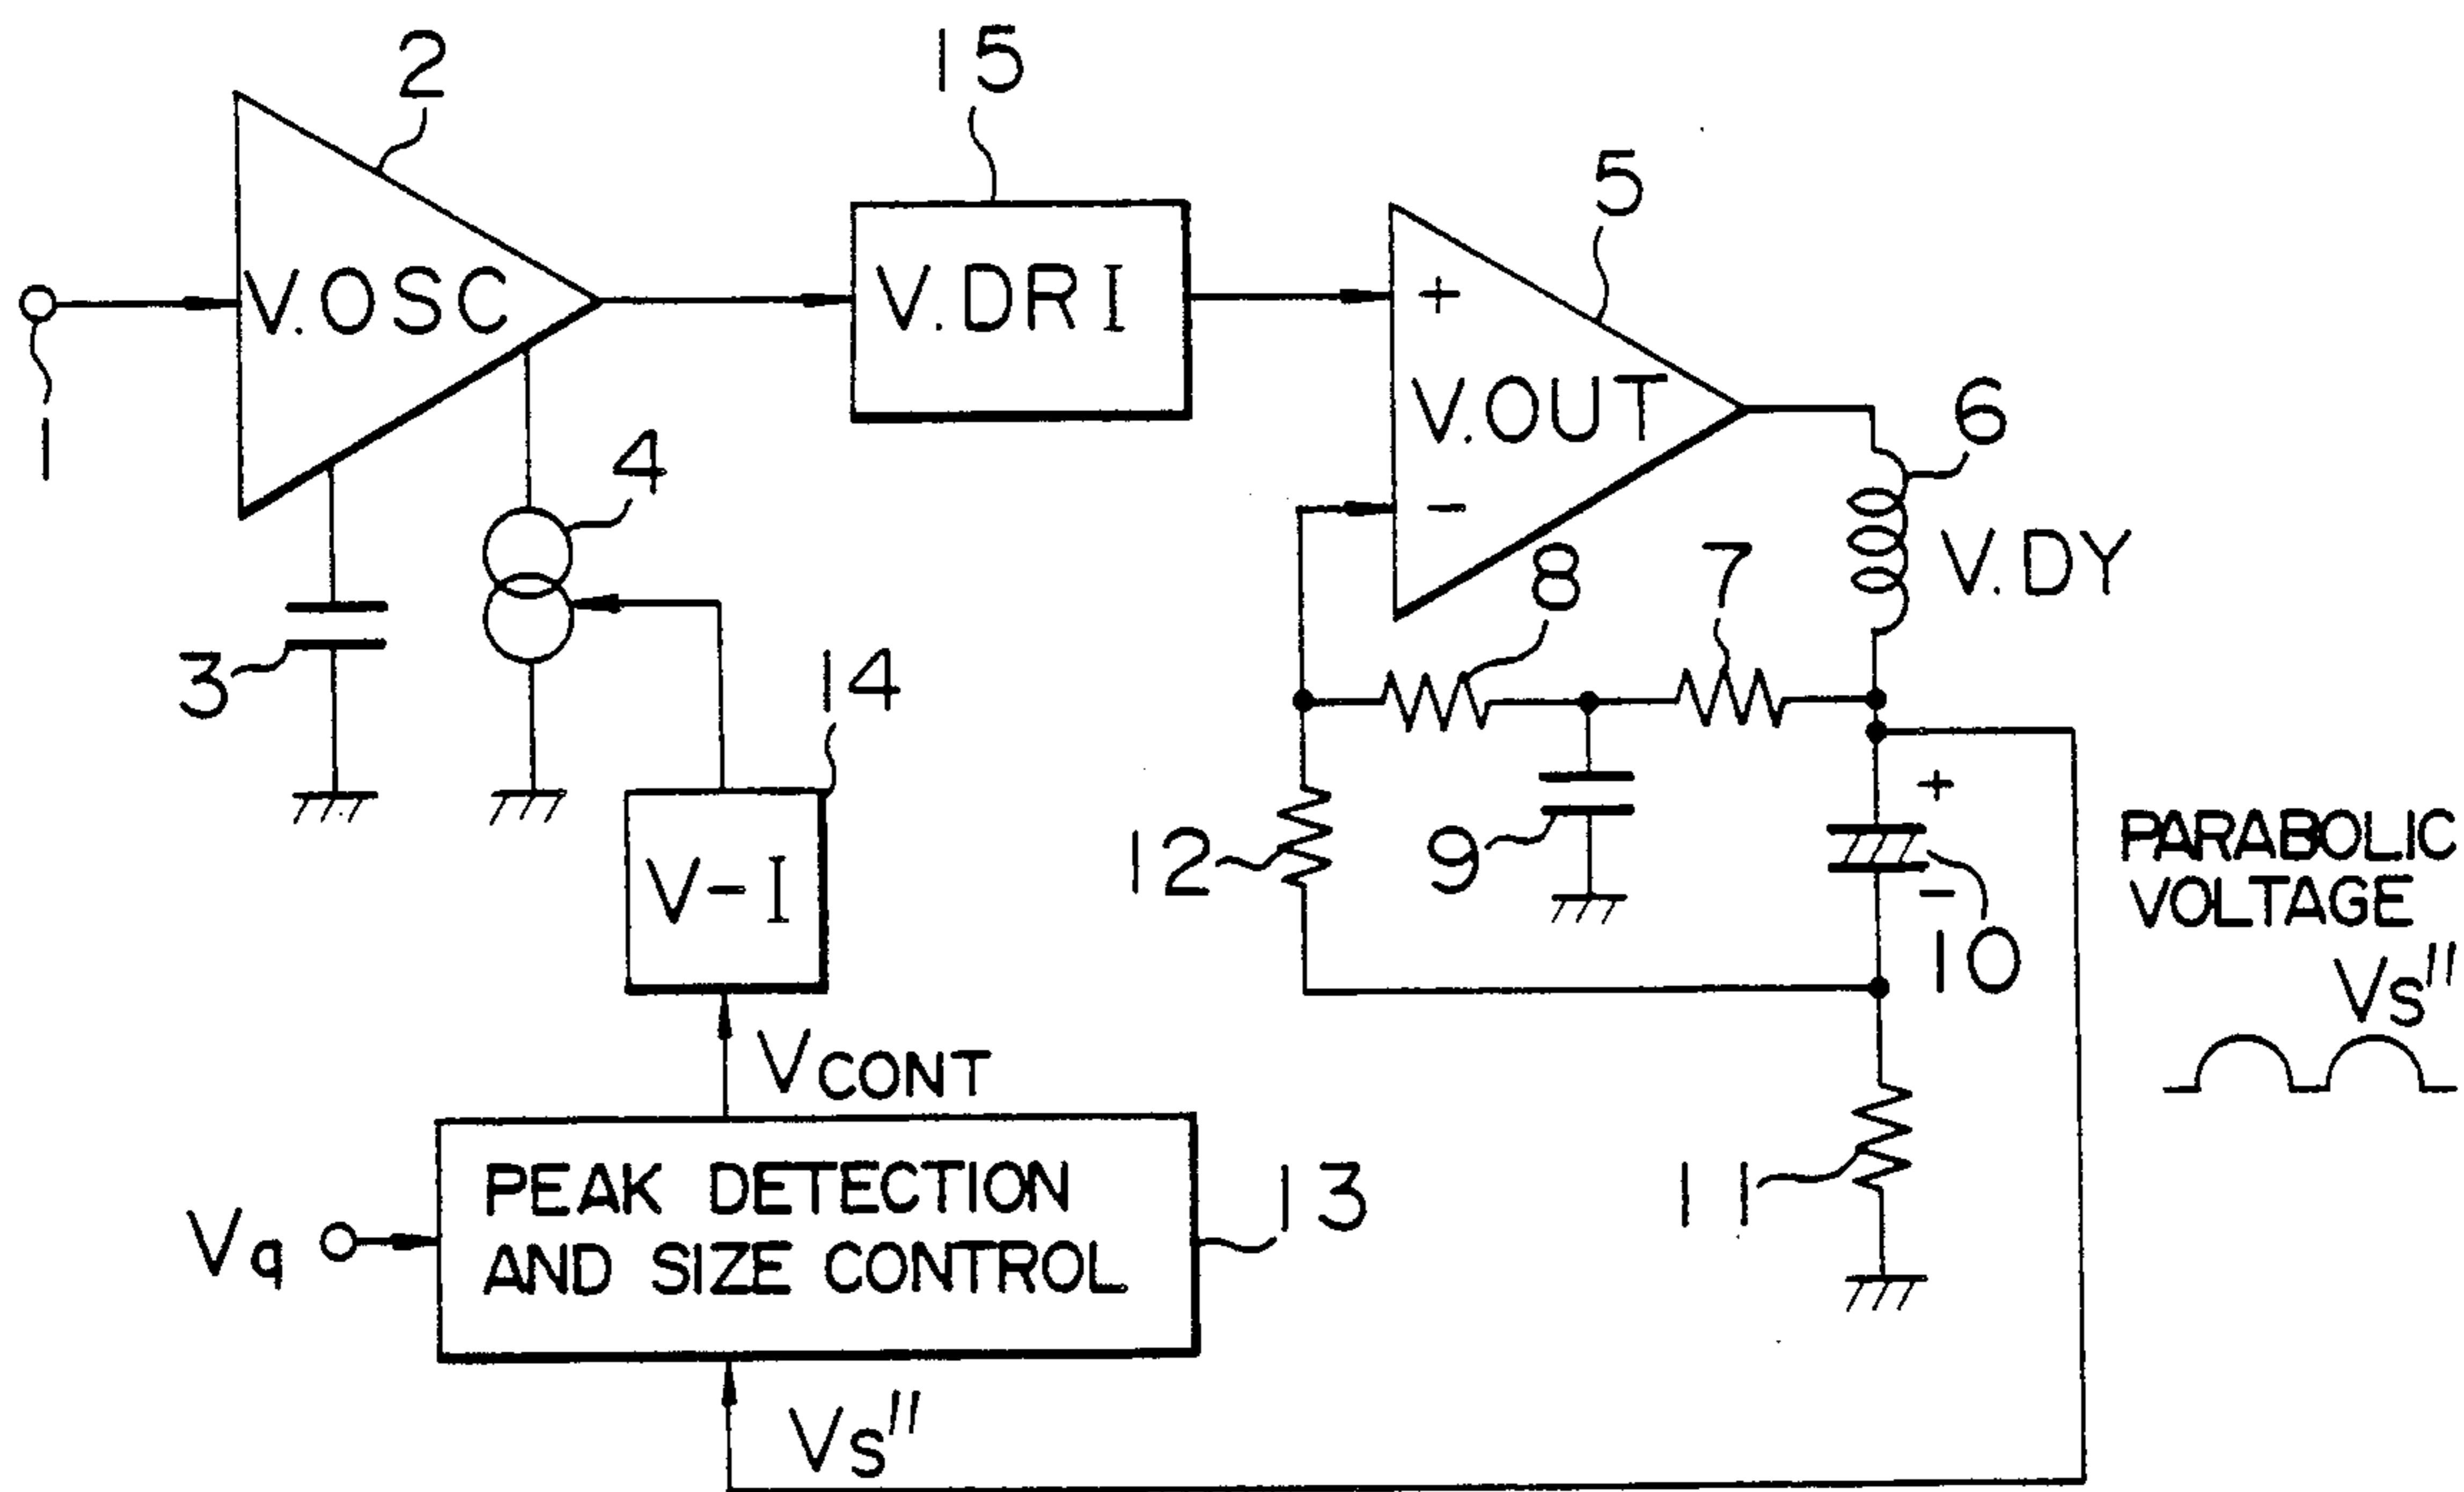 2
15
5
V.OSC
V.DRI
+
V.OUT
-
1
6
4
V.DY
8
7
3
14
+
12
9
-
10
PARABOLIC
VOLTAGE
Vs"
V-I
VCONT
PEAK DETECTION
AND SIZE CONTROL
13
11
Vq
Vs"